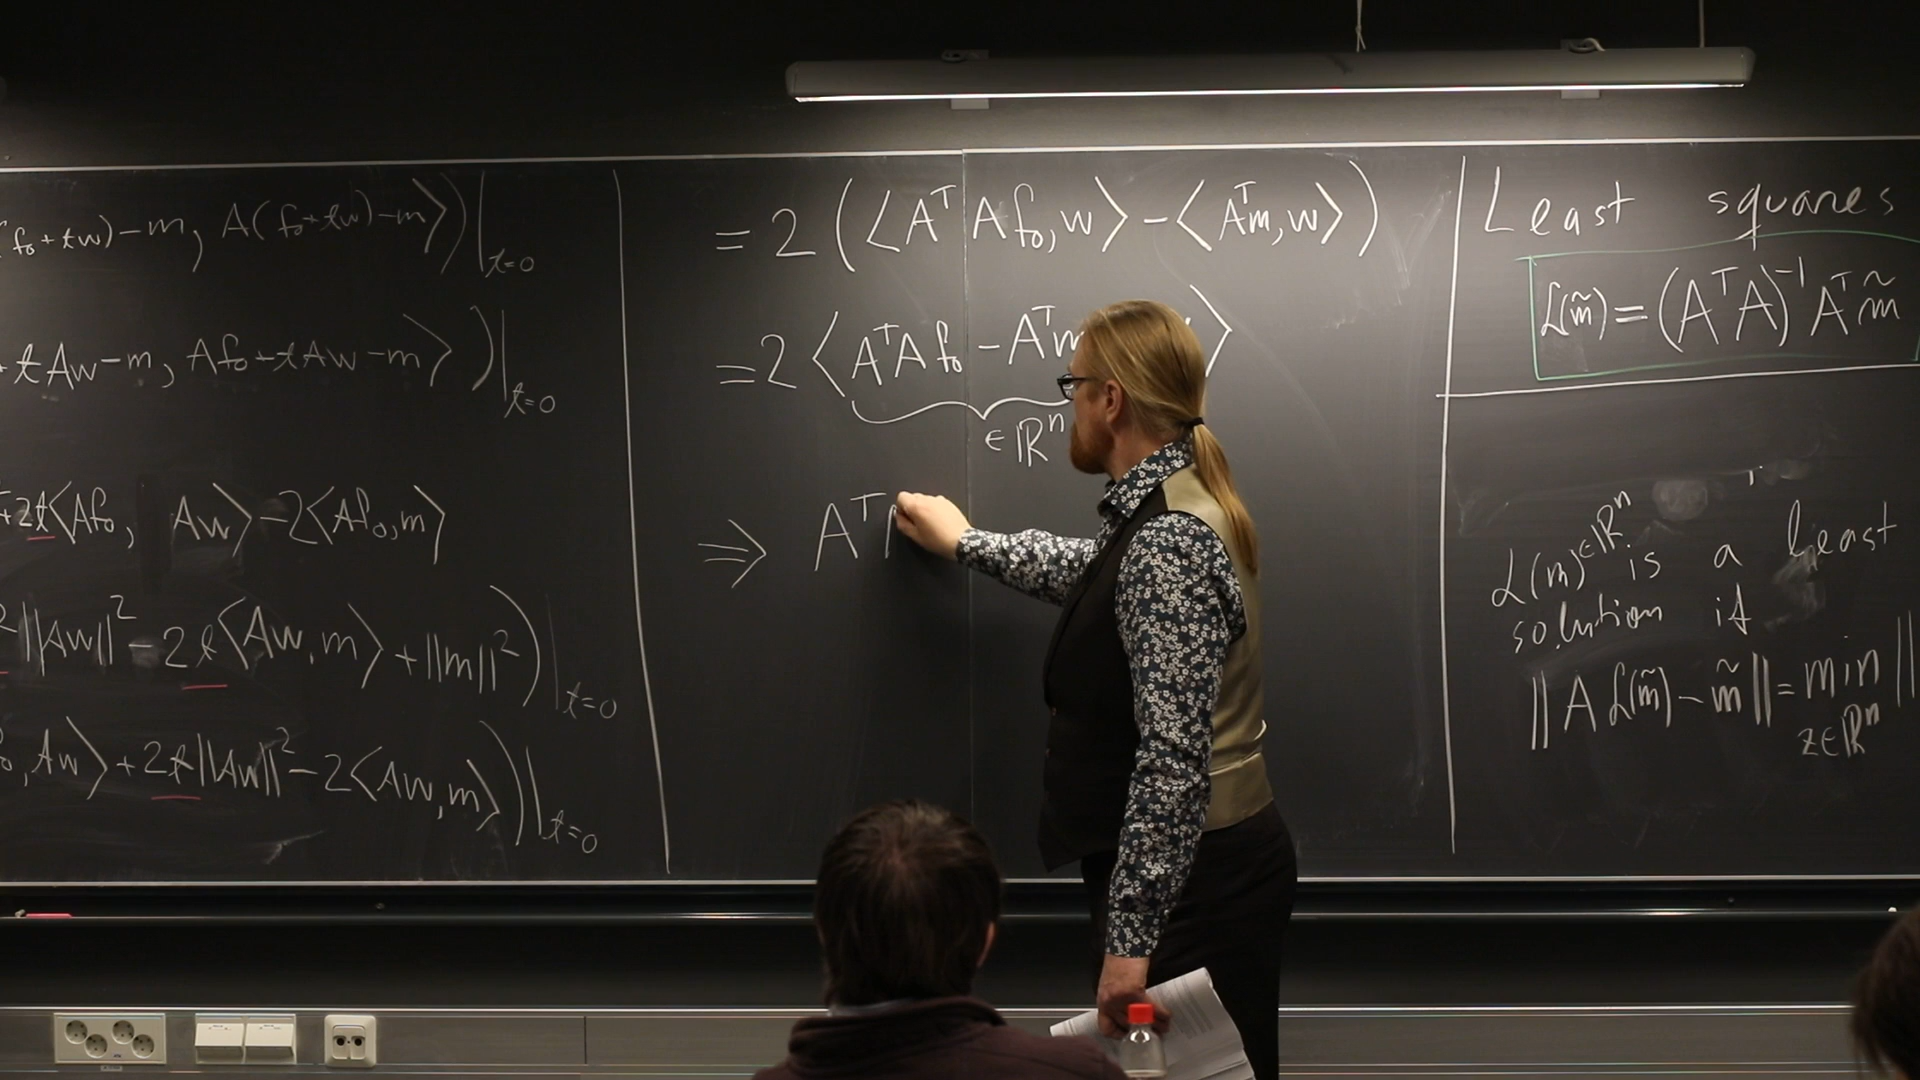 (f₀+tw)-m, A(f₀+tw)-m⟩)|t=0
+tAw-m, Af₀+tAw-m⟩)|t=0
+2t⟨Af₀, Aw⟩-2⟨Af₀,m⟩
²||Aw||²-2t⟨Aw,m⟩+||m||²)|t=0
₀,Aw⟩+2t||Aw||²-2⟨Aw,m⟩)|t=0
=2(⟨AᵀAf₀,w⟩-⟨Aᵀm,w⟩)
=2⟨AᵀAf₀-Aᵀm
∈ℝⁿ
⇒ Aᵀ
Least squares
ℒ(m̃)=(AᵀA)⁻¹Aᵀm̃
ℒ(m)∈ℝⁿ is a least
solution if
||Aℒ(m̃)-m̃||=min ||
z∈ℝⁿ